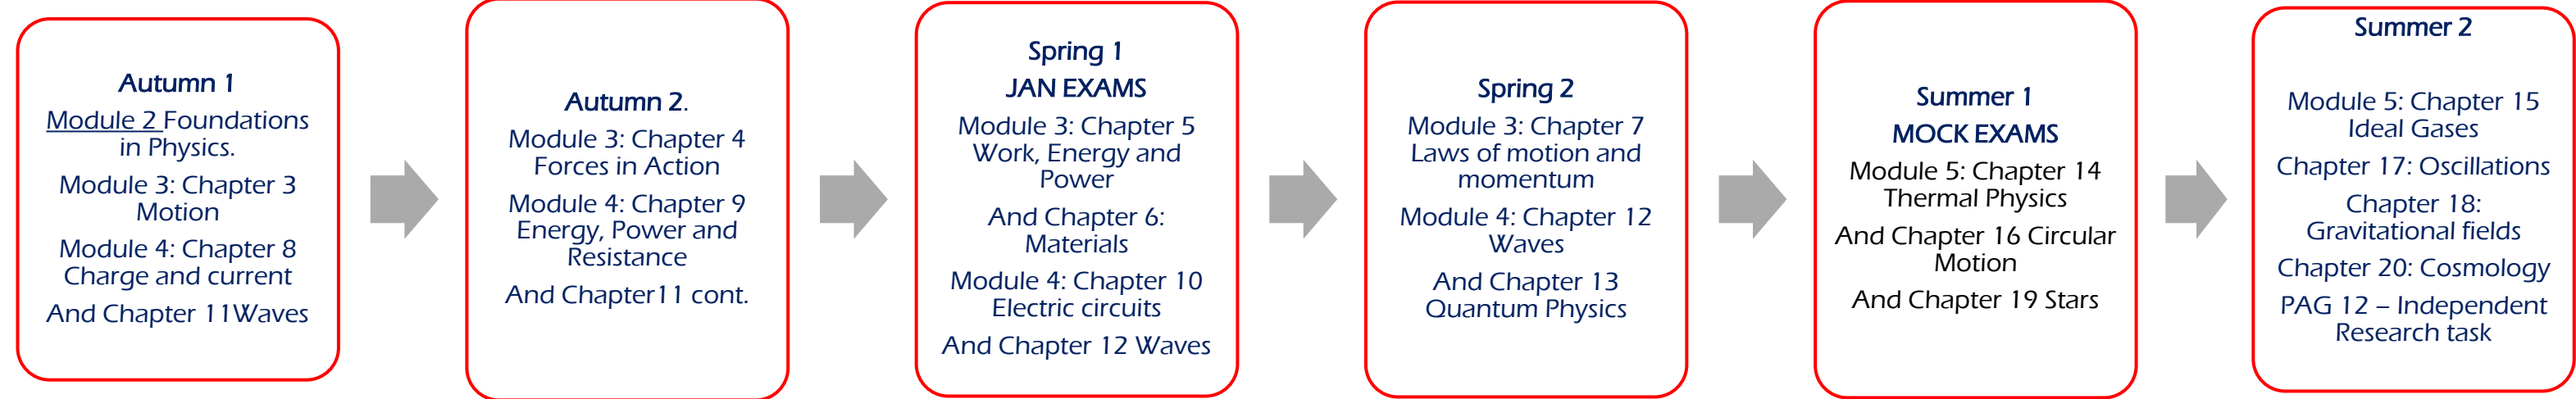 Autumn 1
Module 2 Foundations
in Physics.
Module 3: Chapter 3
Motion
Module 4: Chapter 8
Charge and current
And Chapter 11Waves
Autumn 2.
Module 3: Chapter 4
Forces in Action
Module 4: Chapter 9
Energy, Power and
Resistance
And Chapter11 cont.
Spring 1
JAN EXAMS
Module 3: Chapter 5
Work, Energy and
Power
And Chapter 6:
Materials
Module 4: Chapter 10
Electric circuits
And Chapter 12 Waves
Spring 2
Module 3: Chapter 7
Laws of motion and
momentum
Module 4: Chapter 12
Waves
And Chapter 13
Quantum Physics
Summer 1
MOCK EXAMS
Module 5: Chapter 14
Thermal Physics
And Chapter 16 Circular
Motion
And Chapter 19 Stars
Summer 2
Module 5: Chapter 15
Ideal Gases
Chapter 17: Oscillations
Chapter 18:
Gravitational fields
Chapter 20: Cosmology
PAG 12 – Independent
Research task